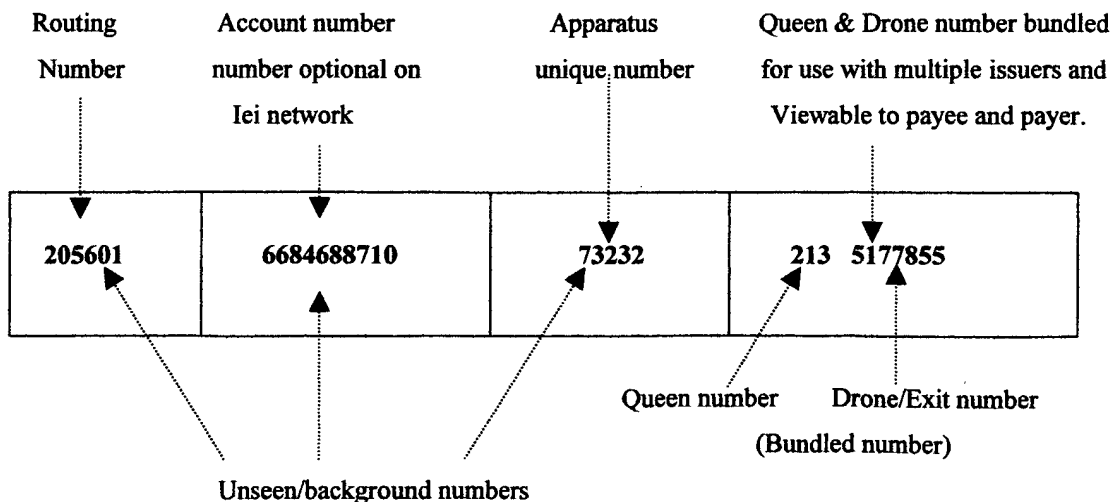 Routing
Number
Account number
number optional on
Iei network
Apparatus
unique number
Queen & Drone number bundled
for use with multiple issuers and
Viewable to payee and payer.
205601
6684688710
73232
213 5177855
Queen number
Drone/Exit number
(Bundled number)
Unseen/background numbers